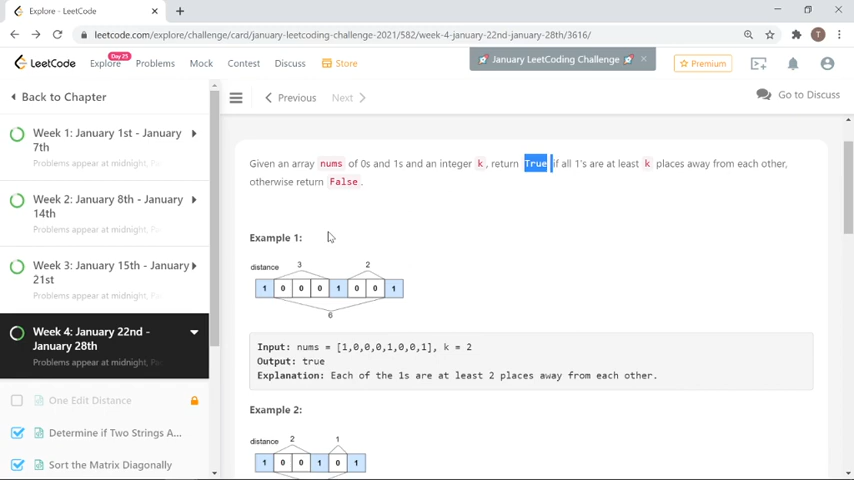 Explore - LeetCode
leetcode.com/explore/challenge/card/january-leetcoding-challenge-2021/582/week-4-january-22nd-january-28th/3616/
T
LeetCode
Explore
Day 25
Problems
Mock
Contest
Discuss
Store
🚀 January LeetCoding Challenge 🚀
Premium
Back to Chapter
Previous
Next
Go to Discuss
Week 1: January 1st - January
7th
Problems appear at midnight, Pa
Week 2: January 8th - January
14th
Problems appear at midnight, Pa
Week 3: January 15th - January
21st
Problems appear at midnight, Pa
Week 4: January 22nd -
January 28th
Problems appear at midnight, Pa
One Edit Distance
Determine if Two Strings A...
Sort the Matrix Diagonally
Given an array nums of 0s and 1s and an integer k, return True if all 1's are at least k places away from each other,
otherwise return False.
Example 1:
distance 3 2
1 0 0 0 1 0 0 1
6
Input: nums = [1,0,0,0,1,0,0,1], k = 2
Output: true
Explanation: Each of the 1s are at least 2 places away from each other.
Example 2:
distance 2 1
1 0 0 1 0 1